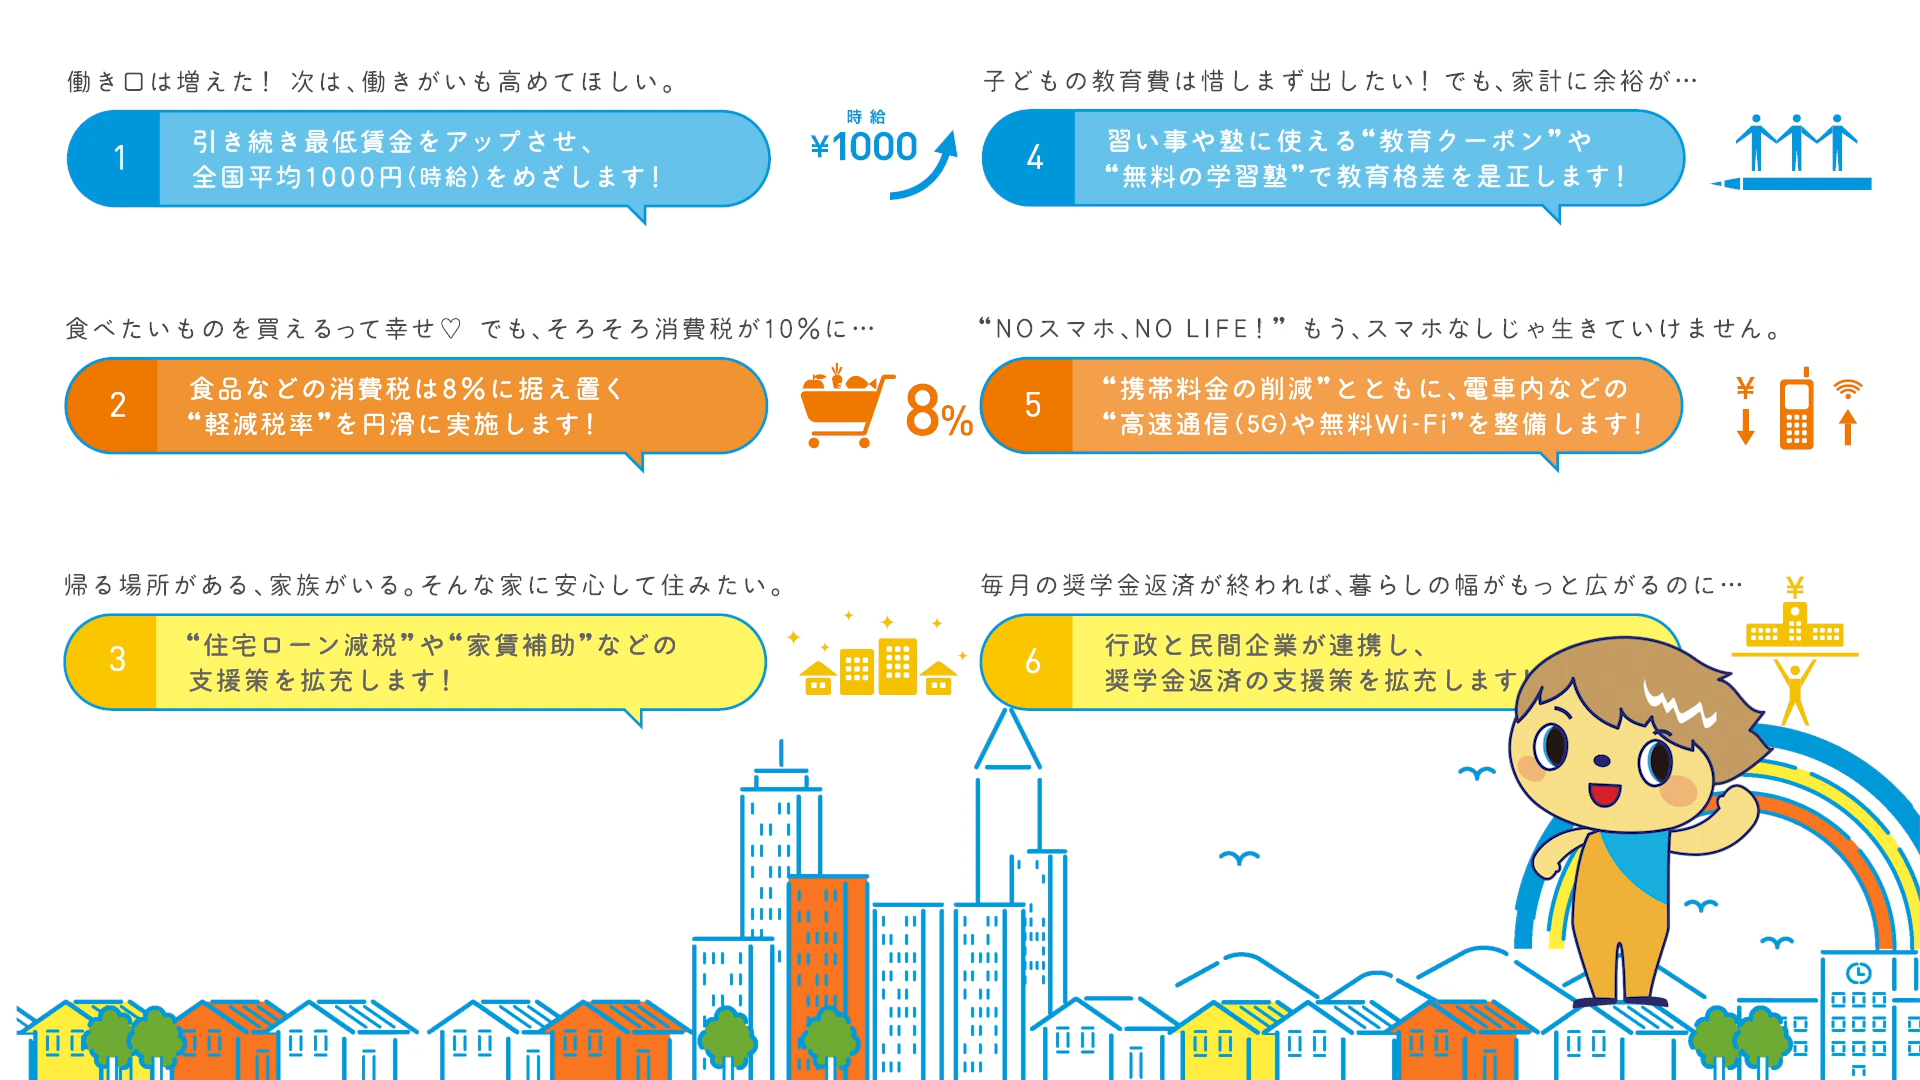 働き口は増えた！ 次は、働きがいも高めてほしい。
1
引き続き最低賃金をアップさせ、
全国平均1000円（時給）をめざします！
時給
¥1000
食べたいものを買えるって幸せ♡ でも、そろそろ消費税が10％に…
2
食品などの消費税は8％に据え置く
“軽減税率”を円滑に実施します！
8%
帰る場所がある、家族がいる。そんな家に安心して住みたい。
3
“住宅ローン減税”や“家賃補助”などの
支援策を拡充します！
子どもの教育費は惜しまず出したい！ でも、家計に余裕が…
4
習い事や塾に使える“教育クーポン”や
“無料の学習塾”で教育格差を是正します！
“NOスマホ、NO LIFE！” もう、スマホなしじゃ生きていけません。
5
“携帯料金の削減”とともに、電車内などの
“高速通信（5G）や無料Wi-Fi”を整備します！
¥
毎月の奨学金返済が終われば、暮らしの幅がもっと広がるのに…
6
行政と民間企業が連携し、
奨学金返済の支援策を拡充します！
¥